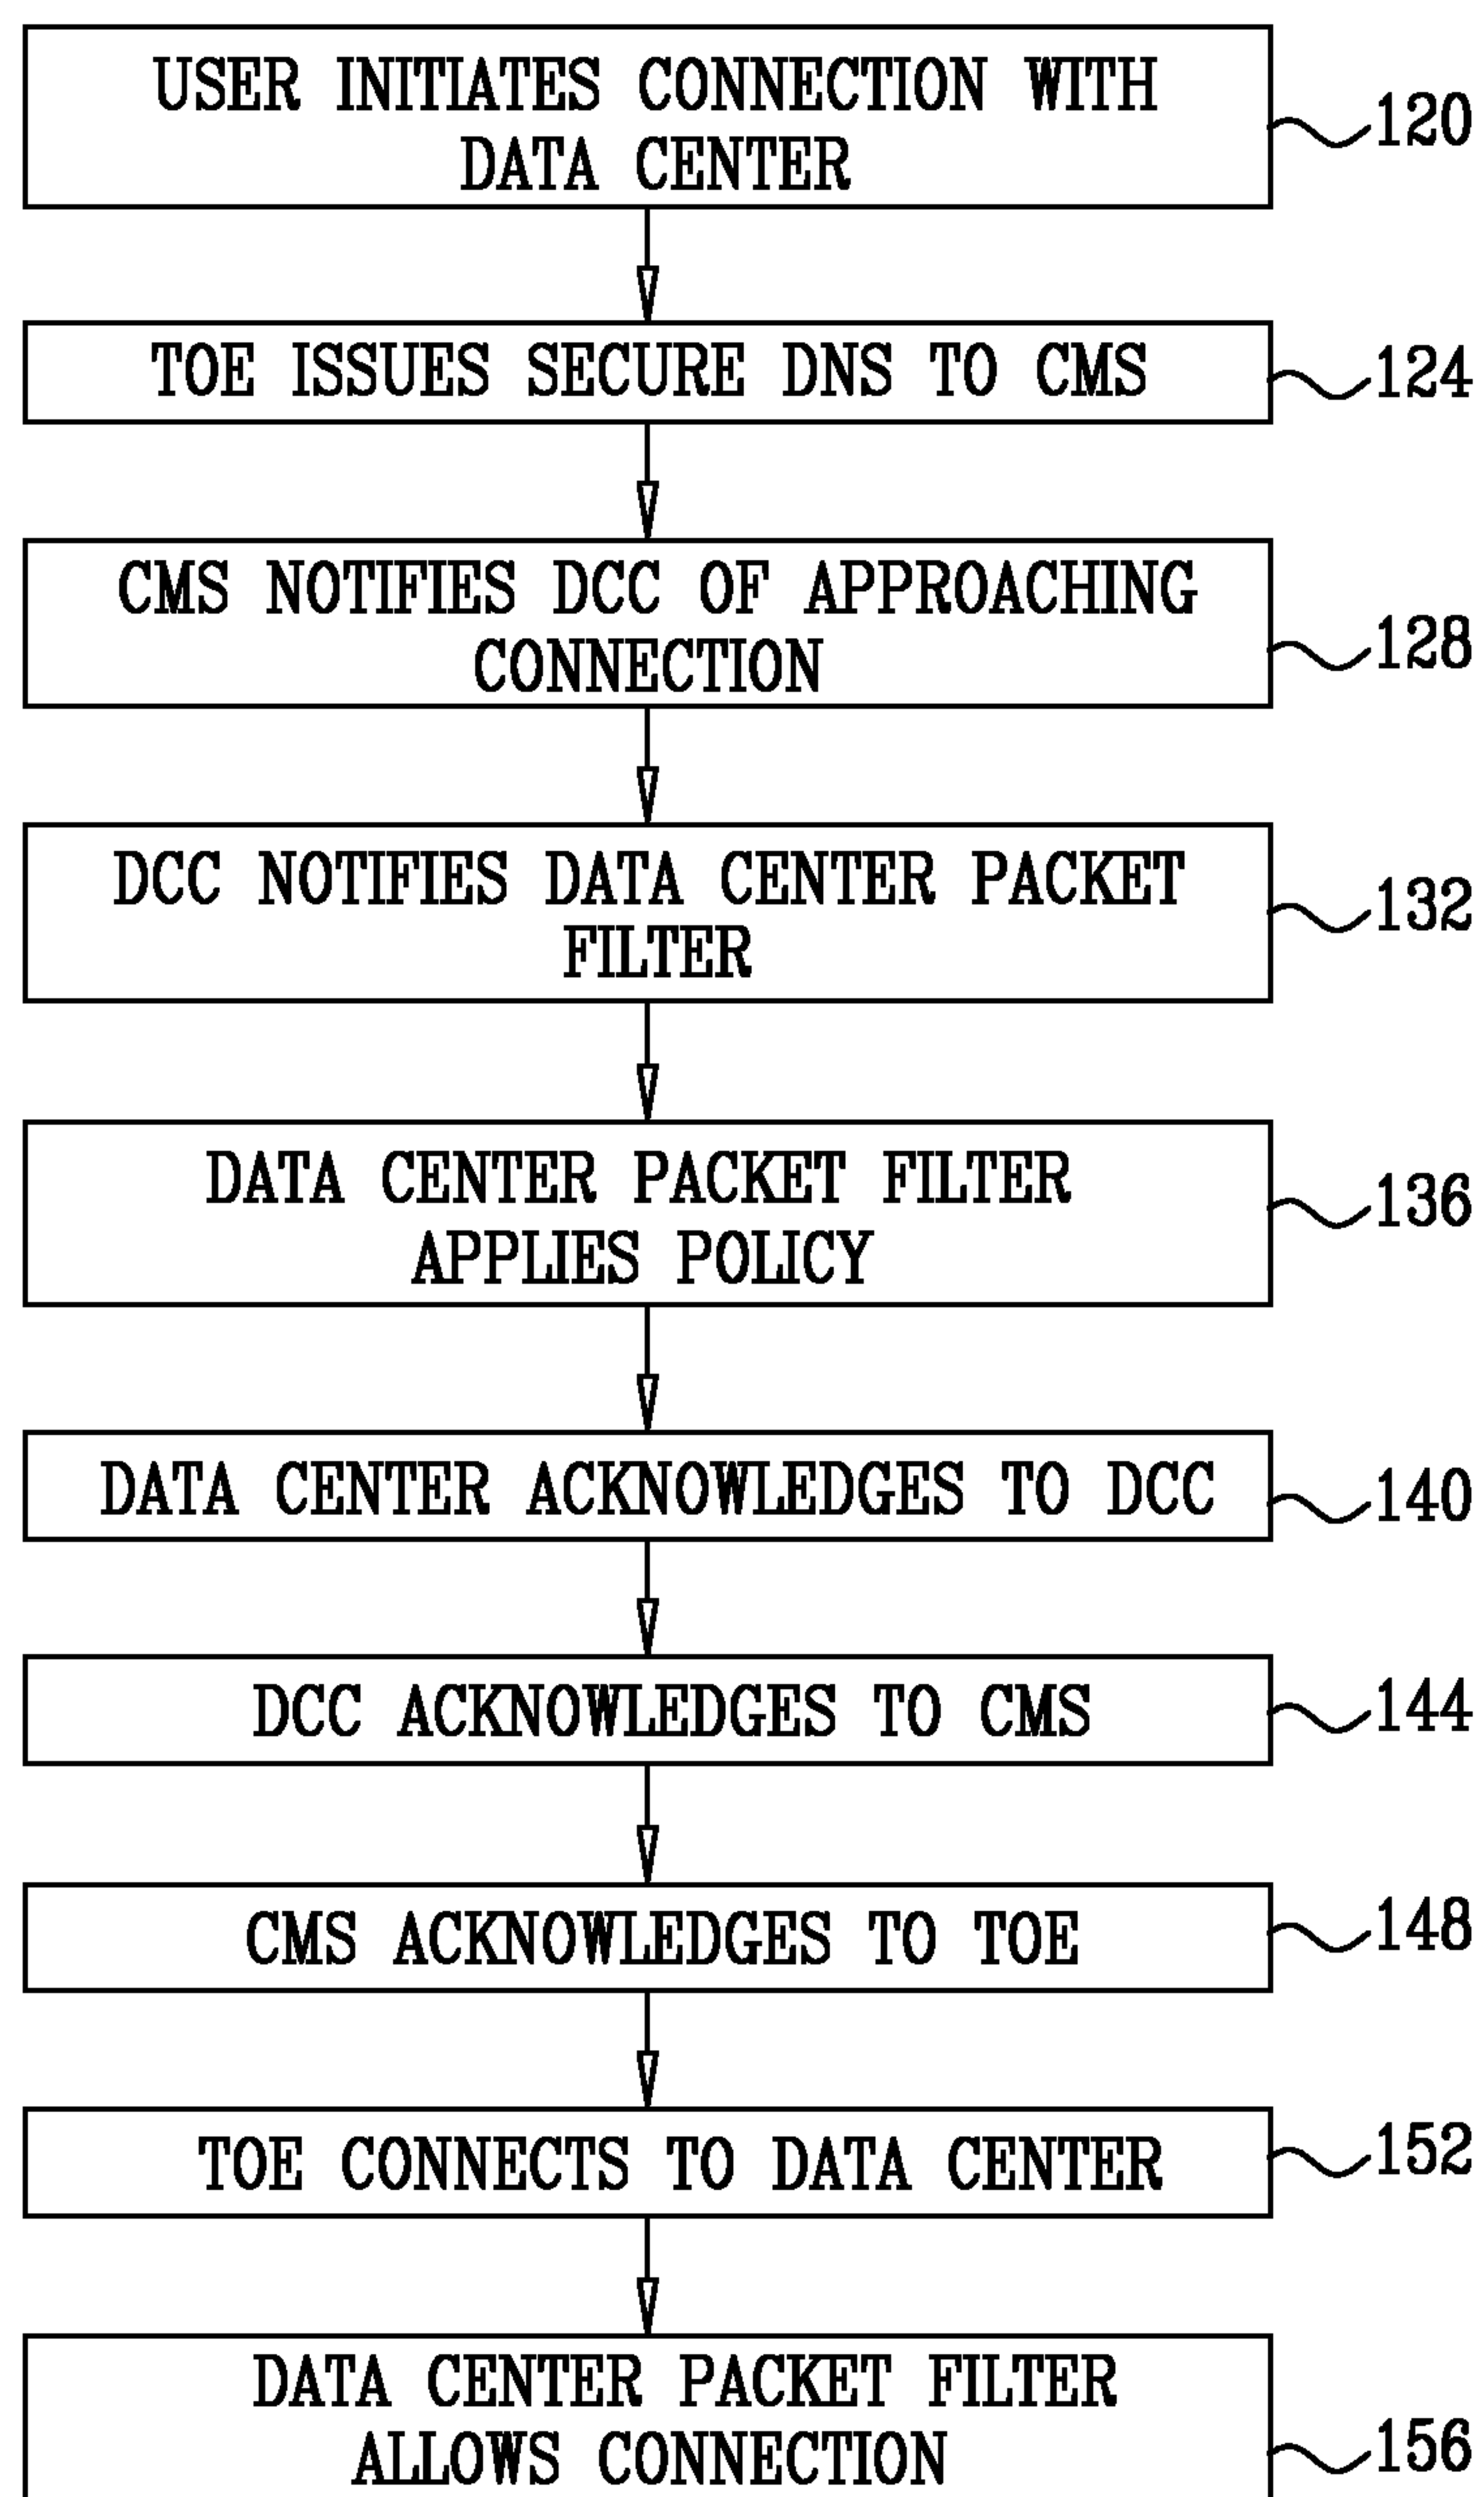 USER INITIATES CONNECTION WITH
DATA CENTER
120
TOE ISSUES SECURE DNS TO CMS
124
CMS NOTIFIES DCC OF APPROACHING
CONNECTION
128
DCC NOTIFIES DATA CENTER PACKET
FILTER
132
DATA CENTER PACKET FILTER
APPLIES POLICY
136
DATA CENTER ACKNOWLEDGES TO DCC
140
DCC ACKNOWLEDGES TO CMS
144
CMS ACKNOWLEDGES TO TOE
148
TOE CONNECTS TO DATA CENTER
152
DATA CENTER PACKET FILTER
ALLOWS CONNECTION
156